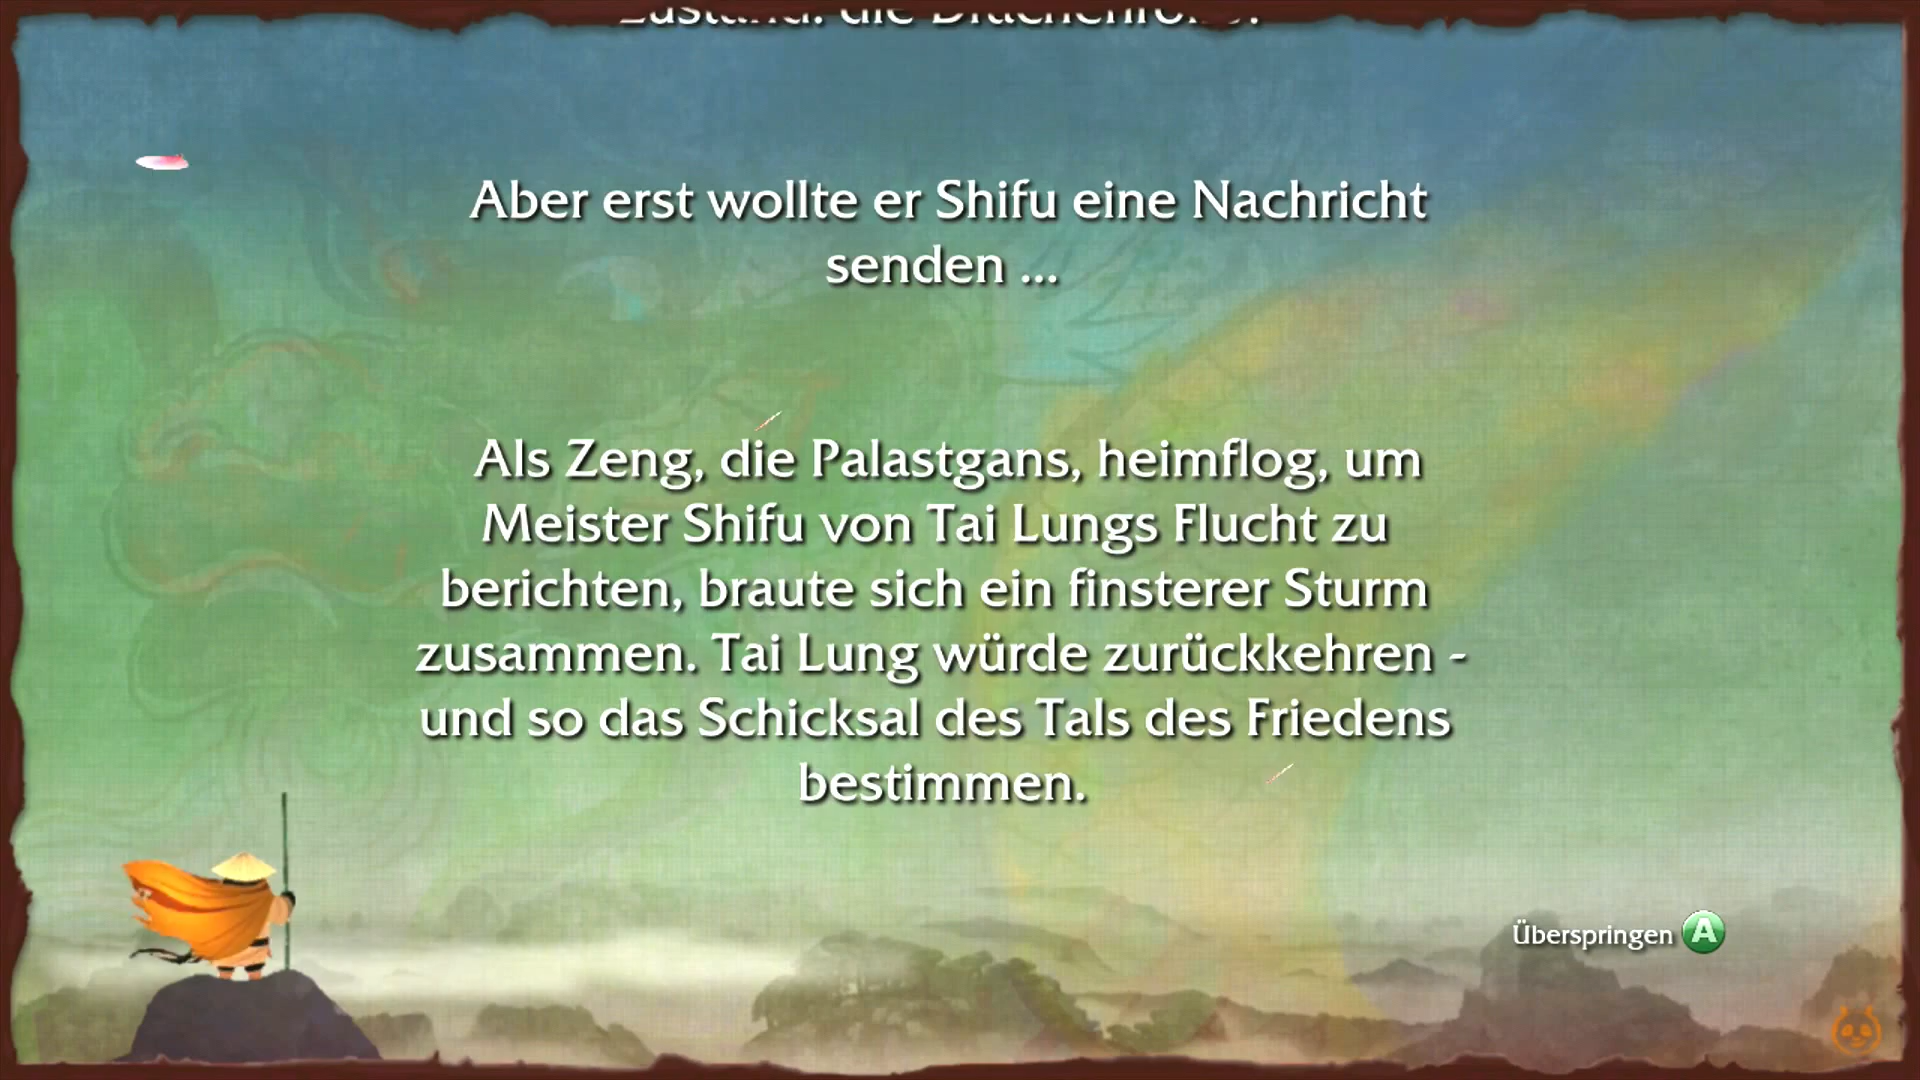 die
Aber erst wollte er Shifu eine Nachricht
senden ...
Als Zeng, die Palastgans, heimflog, um
Meister Shifu von Tai Lungs Flucht zu
berichten, braute sich ein finsterer Sturm
zusammen. Tai Lung würde zurückkehren -
und so das Schicksal des Tals des Friedens
bestimmen.
Überspringen A